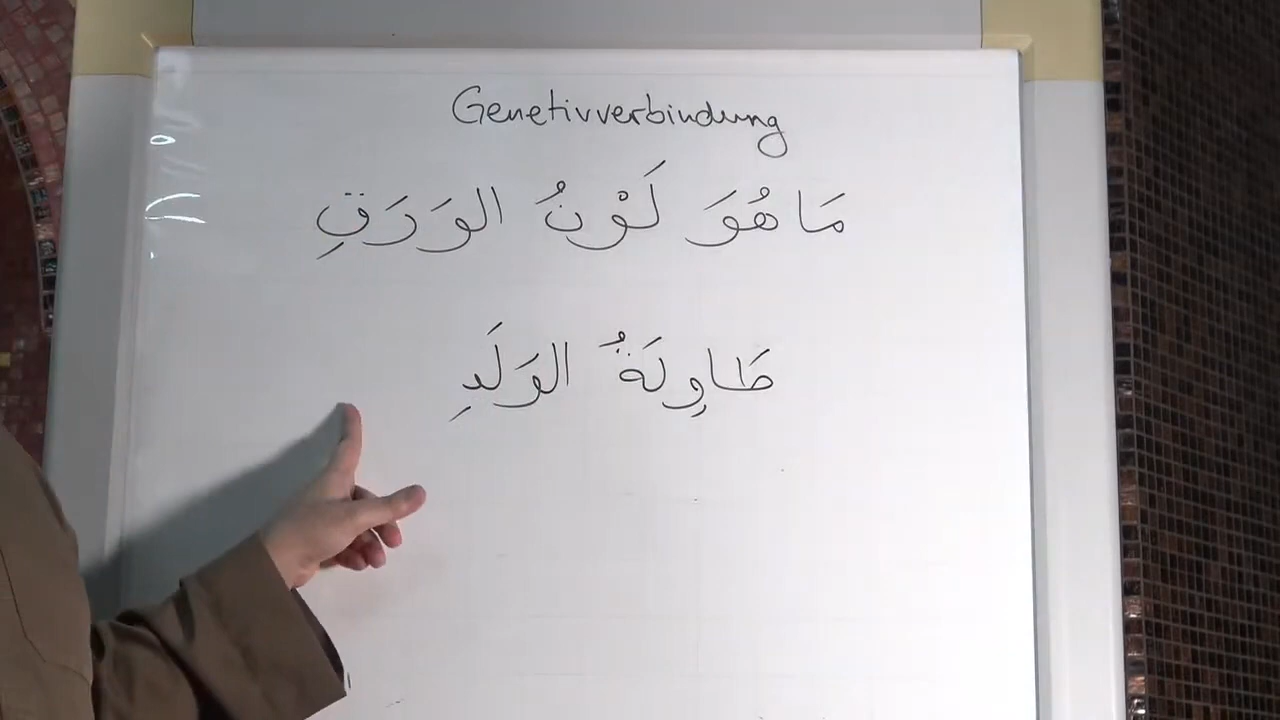 Genetivverbindung
مَا هُوَ لَوْنُ الوَرَقِ
طَاوِلَةُ الوَلَدِ